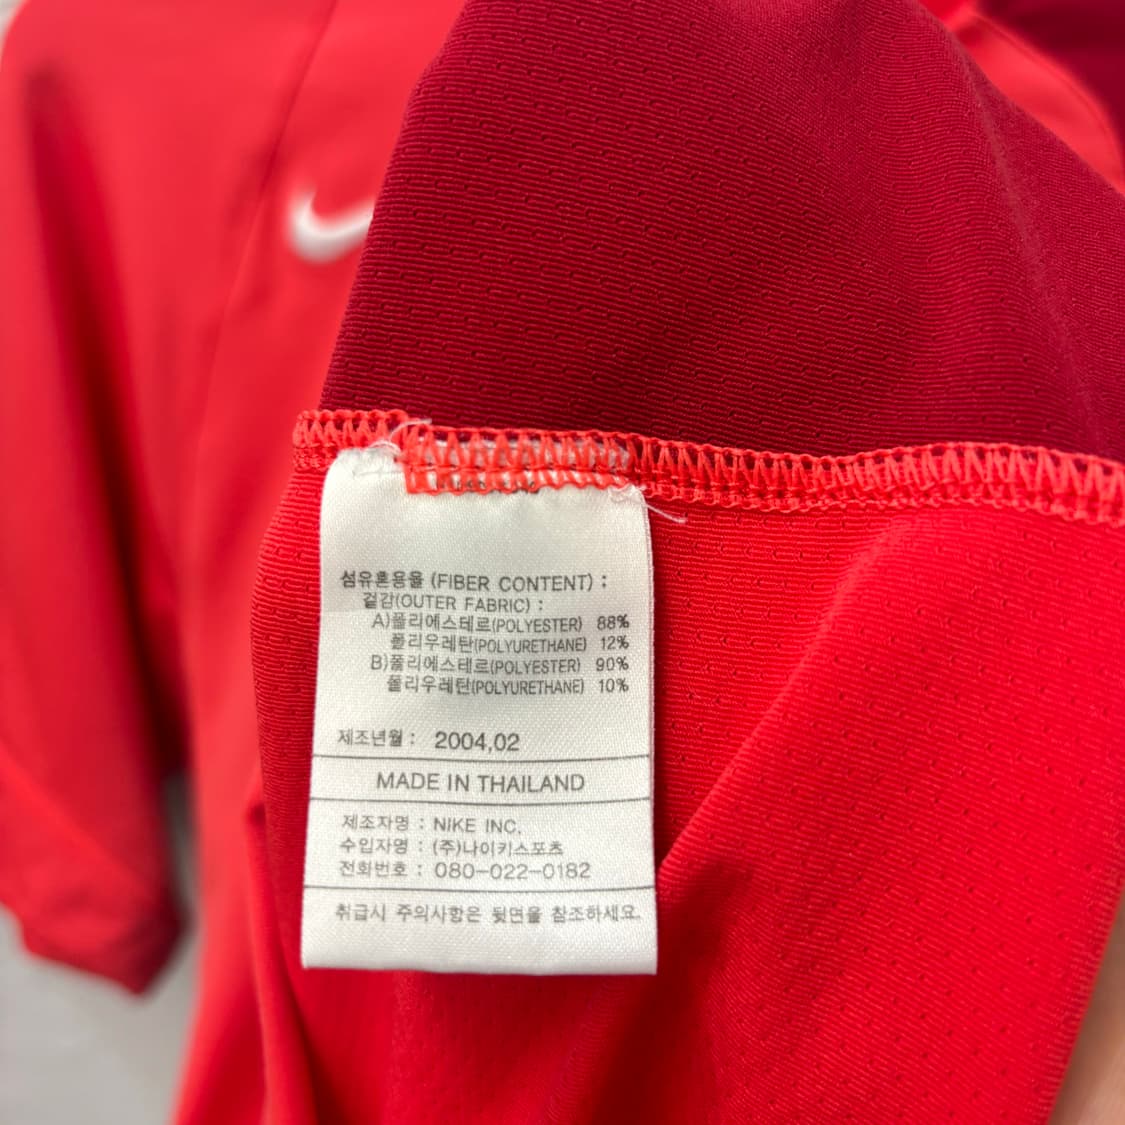 섬유혼용율 (FIBER CONTENT) :
겉감(OUTER FABRIC) :
A)폴리에스테르(POLYESTER) 88%
폴리우레탄(POLYURETHANE) 12%
B)폴리에스테르(POLYESTER) 90%
폴리우레탄(POLYURETHANE) 10%
제조년월 : 2004,02
MADE IN THAILAND
제조자명 : NIKE INC.
수입자명 : (주)나이키스포츠
전화번호 : 080-022-0182
취급시 주의사항은 뒷면을 참조하세요.